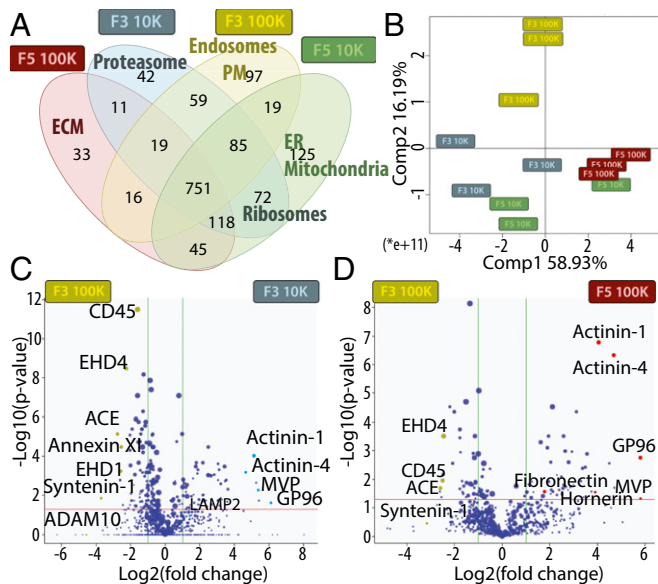 A
F5 100K
F3 10K
F3 100K
F5 10K
Proteasome
Endosomes
PM
ECM
ER
Mitochondria
Ribosomes
42
97
11
59
19
33
19
85
125
751
16
72
118
45
B
F3 100K
F3 100K
F3 100K
F3 10K
F3 10K
F5 100K
F5 100K
F5 100K
F5 10K
F3 10K
F5 10K
F5 10K
Comp2 16.19%
2
1
0
-1
-4
-2
0
2
4
(*e+11)
Comp1 58.93%
C
F3 100K
F3 10K
CD45
EHD4
ACE
Annexin XI
EHD1
Syntenin-1
ADAM10
Actinin-1
Actinin-4
MVP
GP96
LAMP2
-Log10(p-value)
12
10
8
6
4
2
0
-6
-4
-2
0
2
4
6
8
Log2(fold change)
D
F3 100K
F5 100K
Actinin-1
Actinin-4
EHD4
GP96
CD45
ACE
Fibronectin
MVP
Hornerin
Syntenin-1
-Log10(p-value)
8
7
6
5
4
3
2
1
0
-4
-2
0
2
4
6
Log2(fold change)